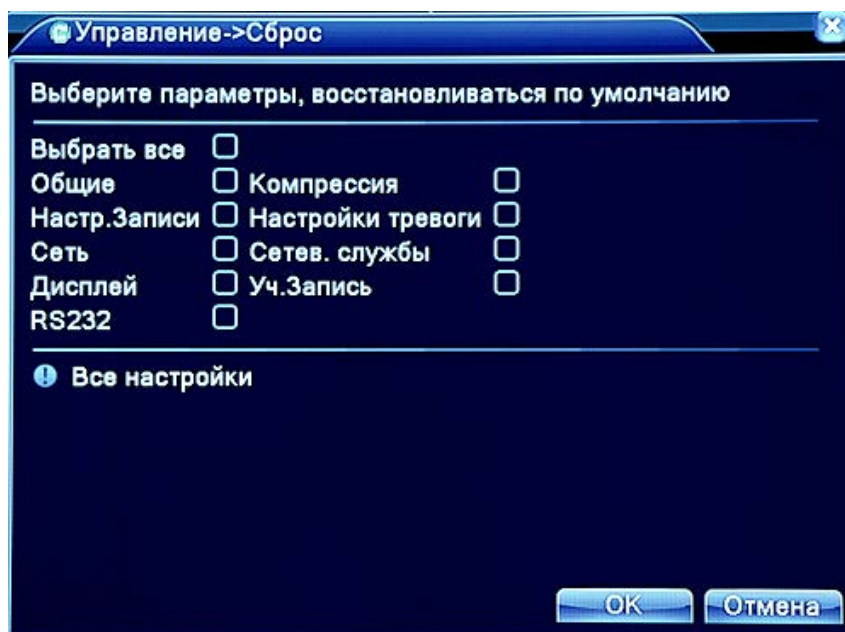 Управление->Сброс
Выберите параметры, восстановливаться по умолчанию
Выбрать все
Общие Компрессия
Настр.Записи Настройки тревоги
Сеть Сетев. службы
Дисплей Уч.Запись
RS232
Все настройки
OK Отмена